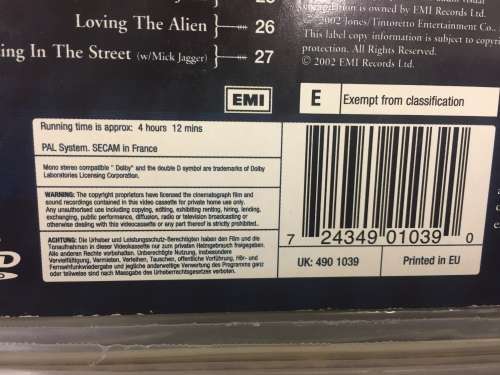 Loving The Alien 26
ing In The Street (w/Mick Jagger) 27
is owned by EMI Records Ltd.
2002 Jones/Tintoretto Entertainment Co..
This label copy information is subject to copyri
protection. All Rights Reserved.
© 2002 EMI Records Ltd.
EMI
E Exempt from classification
Running time is approx: 4 hours 12 mins
PAL System. SECAM in France
Mono stereo compatible "Dolby" and the double D symbol are trademarks of Dolby
Laboratories Licensing Corporation.
WARNING: The copyright proprietors have licensed the cinematograph film and
sound recordings contained in this video cassette for private home use only.
Any unauthorised use including copying, editing, exhibiting renting, hiring, lending,
exchanging, public performance, diffusion, radio or television broadcasting or
otherwise dealing with this videocassette or any part thereof is strictly prohibited..
ACHTUNG: Die Urheber und Leistungsschutz-Berechtigten haben den Film und die
Tonaufnahmen in dieser Videokassette nur zum privaten Heimgebrauch freigegeben.
Alle anderen Rechte vorbehalten. Unberechtigte Nutzung, insbesondere
Vervielfältigung, Vermieten, Verleihen, Tauschen, offentliche Vorführung, Hör- und
Fernsehfunkwiedergabe und jegliche anderweitige Verwertung des Programms ganz
oder teilweise sind nach Massgabe des Urheberrechtsgesetzes verboten.
7 24349 01039 0
UK: 490 1039
Printed in EU